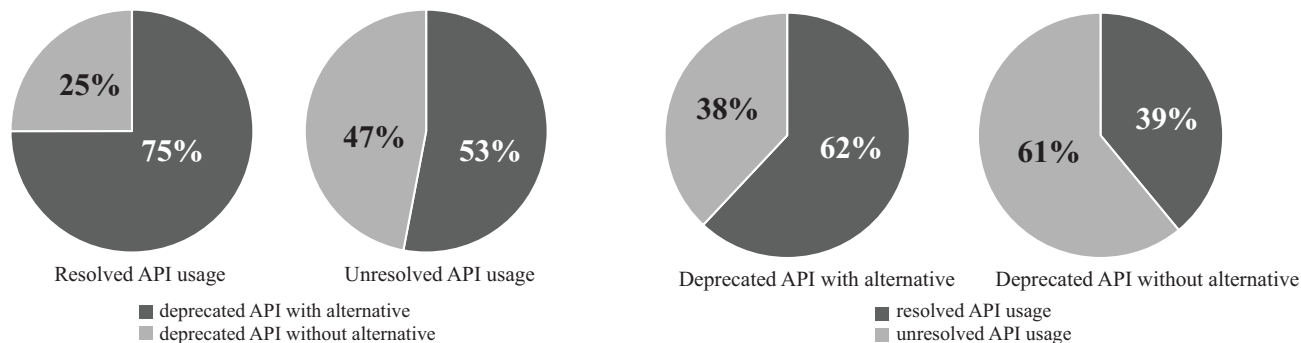 25%
75%
47%
53%
Resolved API usage
Unresolved API usage
deprecated API with alternative
deprecated API without alternative
38%
62%
61%
39%
Deprecated API with alternative
Deprecated API without alternative
resolved API usage
unresolved API usage